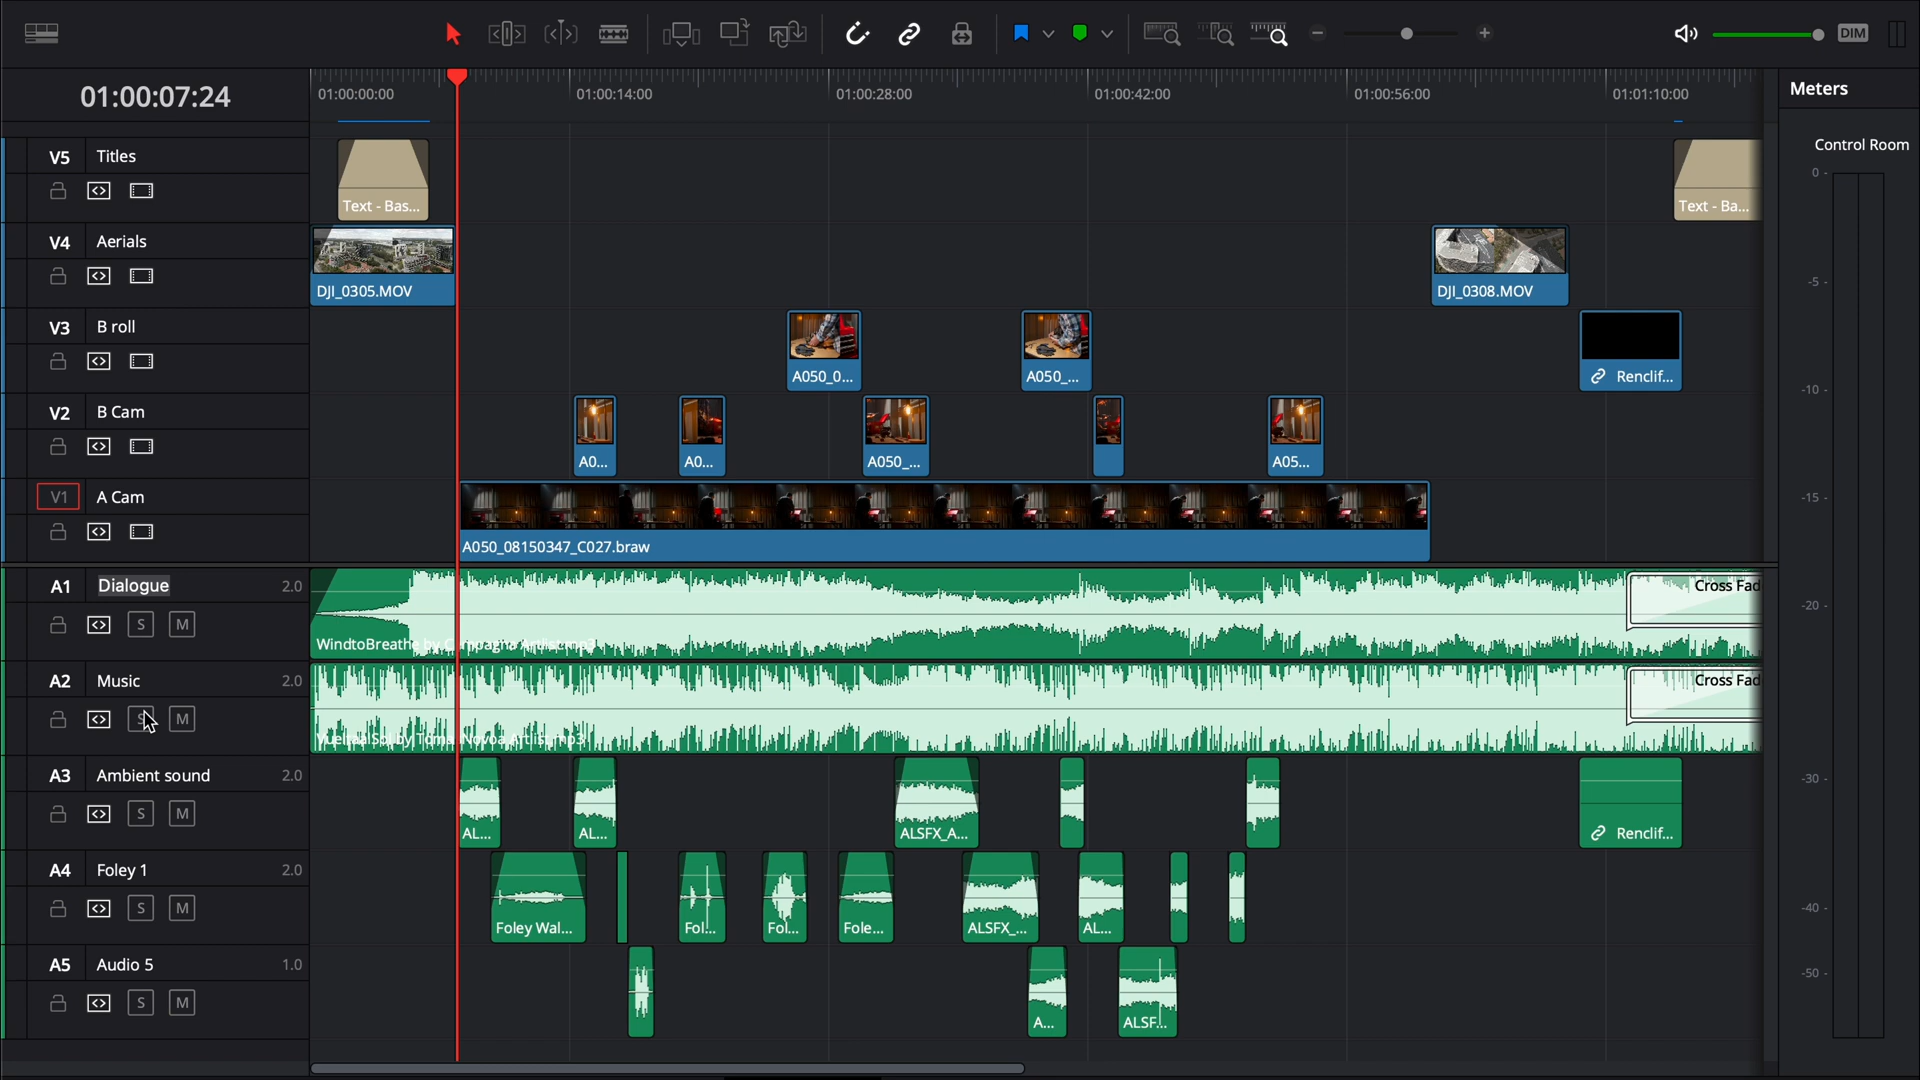 DIM
01:00:07:24
01:00:00:00
01:00:14:00
01:00:28:00
01:00:42:00
01:00:56:00
01:01:10:00
Meters
Control Room
0 -
-5 -
-10 -
-15 -
-20 -
-30 -
-40 -
-50 -
V5 Titles
Text - Bas...
Text - Ba...
V4 Aerials
DJI_0305.MOV
DJI_0308.MOV
V3 B roll
A050_0...
A050_...
Renclif...
V2 B Cam
A0...
A0...
A050_...
A05...
V1 A Cam
A050_08150347_C027.braw
A1 Dialogue 2.0
Cross Fad
S M
WindtoBreathe by
Artlist.mp3
A2 Music 2.0
Cross Fad
S M
A3 Ambient sound 2.0
S M
AL...
AL...
ALSFX_A...
Renclif...
A4 Foley 1 2.0
S M
Foley Wal...
Fol...
Fol...
Fole...
ALSFX_...
AL...
A5 Audio 5 1.0
S M
A...
ALSF...